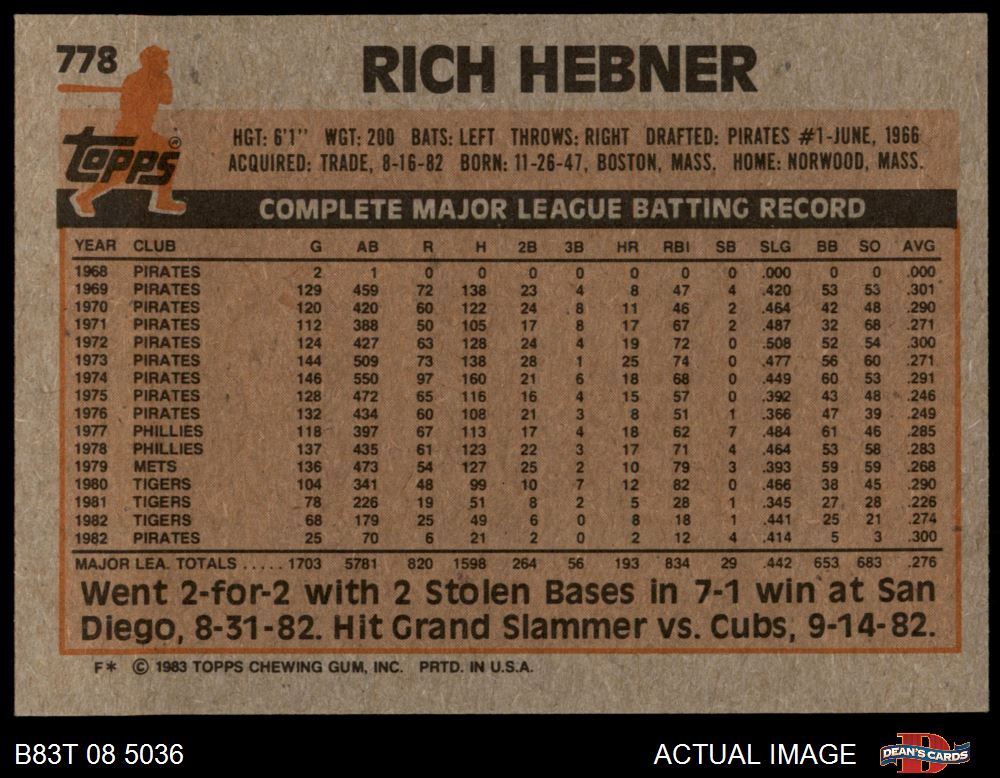 778 RICH HEBNER
Topps®
HGT: 6'1'' WGT: 200 BATS: LEFT THROWS: RIGHT DRAFTED: PIRATES #1-JUNE, 1966
ACQUIRED: TRADE, 8-16-82 BORN: 11-26-47, BOSTON, MASS. HOME: NORWOOD, MASS.
COMPLETE MAJOR LEAGUE BATTING RECORD
YEAR CLUB G AB R H 2B 3B HR RBI SB SLG BB SO AVG
1968 PIRATES 2 1 0 0 0 0 0 0 0 .000 0 0 .000
1969 PIRATES 129 459 72 138 23 4 8 47 4 .420 53 53 .301
1970 PIRATES 120 420 60 122 24 8 11 46 2 .464 42 48 .290
1971 PIRATES 112 388 50 105 17 8 17 67 2 .487 32 68 .271
1972 PIRATES 124 427 63 128 24 4 19 72 0 .508 52 54 .300
1973 PIRATES 144 509 73 138 28 1 25 74 0 .477 56 60 .271
1974 PIRATES 146 550 97 160 21 6 18 68 0 .449 60 53 .291
1975 PIRATES 128 472 65 116 16 4 15 57 0 .392 43 48 .246
1976 PIRATES 132 434 60 108 21 3 8 51 1 .366 47 39 .249
1977 PHILLIES 118 397 67 113 17 4 18 62 7 .484 61 46 .285
1978 PHILLIES 137 435 61 123 22 3 17 71 4 .464 53 58 .283
1979 METS 136 473 54 127 25 2 10 79 3 .393 59 59 .268
1980 TIGERS 104 341 48 99 10 7 12 82 0 .466 38 45 .290
1981 TIGERS 78 226 19 51 8 2 5 28 1 .345 27 28 .226
1982 TIGERS 68 179 25 49 6 0 8 18 1 .441 25 21 .274
1982 PIRATES 25 70 6 21 2 0 2 12 4 .414 5 3 .300
MAJOR LEA. TOTALS ..... 1703 5781 820 1598 264 56 193 834 29 .442 653 683 .276
Went 2-for-2 with 2 Stolen Bases in 7-1 win at San
Diego, 8-31-82. Hit Grand Slammer vs. Cubs, 9-14-82.
F* © 1983 TOPPS CHEWING GUM, INC. PRTD. IN U.S.A.
B83T 08 5036 ACTUAL IMAGE DEAN'S CARDS